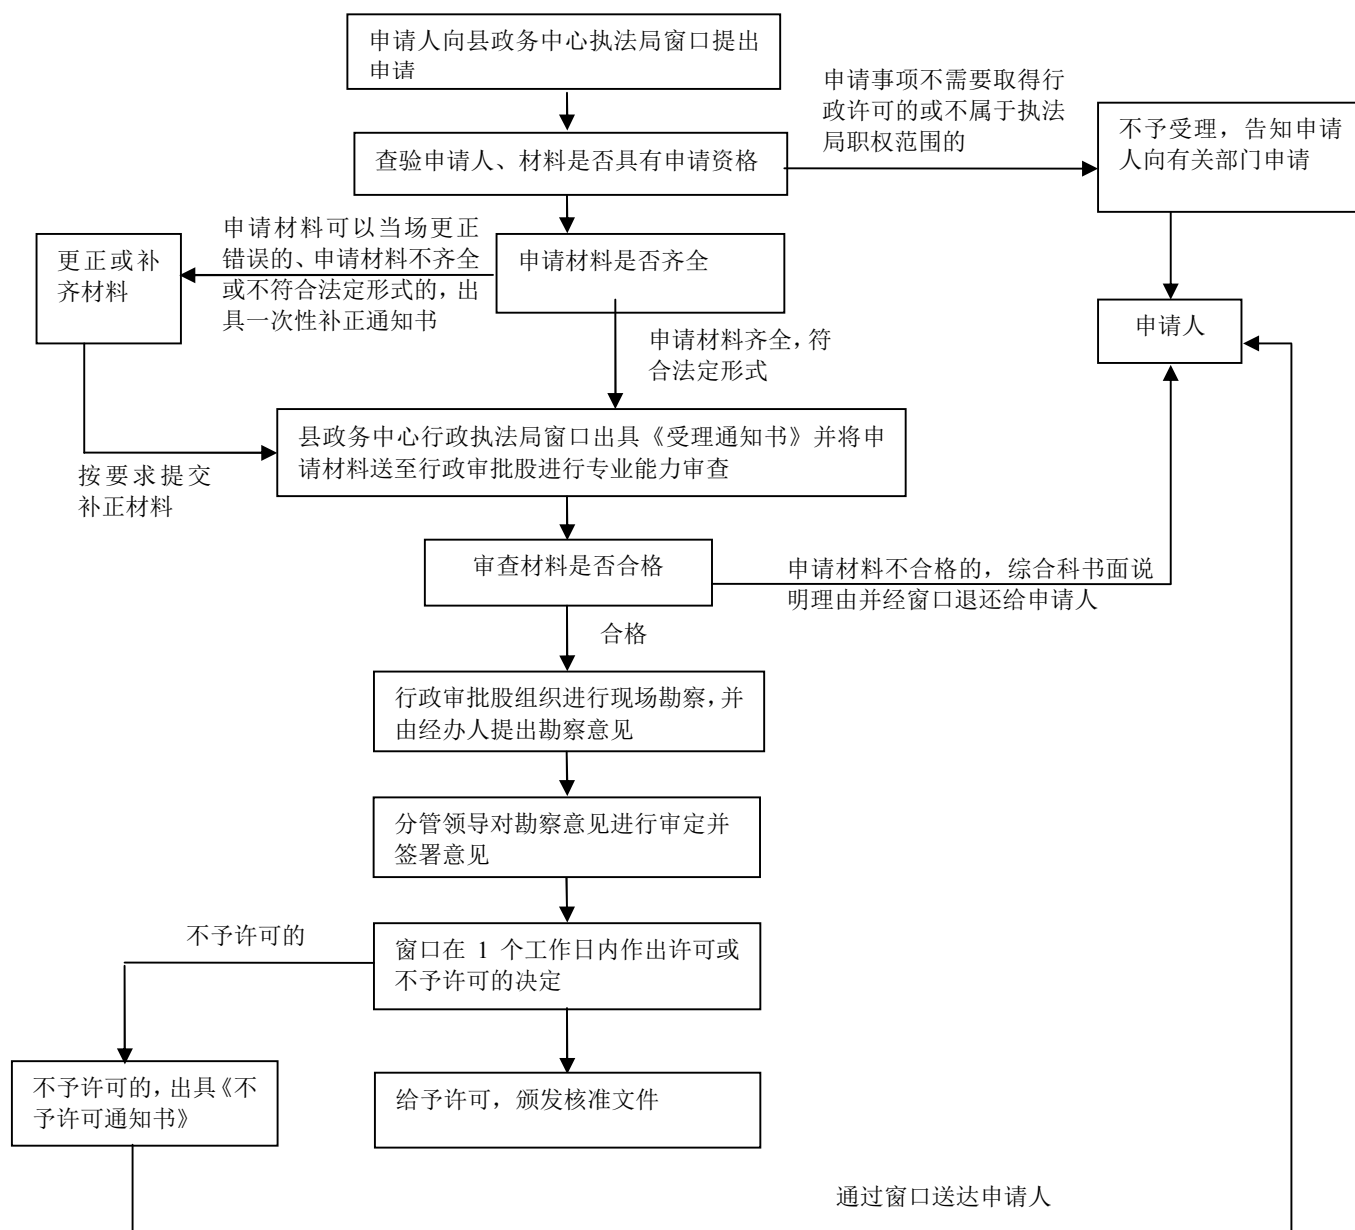 申请人向县政务中心执法局窗口提出
申请
申请事项不需要取得行
政许可的或不属于执法
局职权范围的
不予受理，告知申请
人向有关部门申请
查验申请人、材料是否具有申请资格
申请材料可以当场更正
错误的、申请材料不齐全
或不符合法定形式的，出
具一次性补正通知书
更正或补
齐材料
申请材料是否齐全
申请人
申请材料齐全，符
合法定形式
县政务中心行政执法局窗口出具《受理通知书》并将申
请材料送至行政审批股进行专业能力审查
按要求提交
补正材料
审查材料是否合格
申请材料不合格的，综合科书面说
明理由并经窗口退还给申请人
合格
行政审批股组织进行现场勘察，并
由经办人提出勘察意见
分管领导对勘察意见进行审定并
签署意见
不予许可的
窗口在 1 个工作日内作出许可或
不予许可的决定
不予许可的，出具《不
予许可通知书》
给予许可，颁发核准文件
通过窗口送达申请人